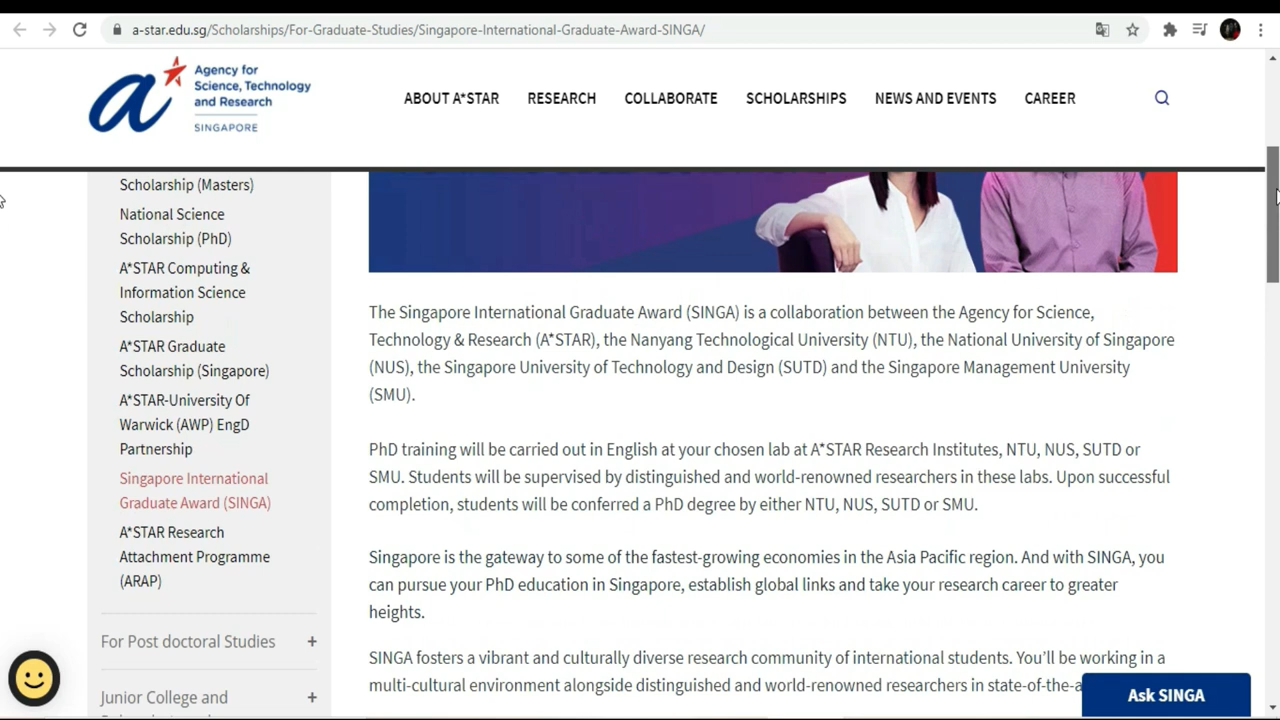 a-star.edu.sg/Scholarships/For-Graduate-Studies/Singapore-International-Graduate-Award-SINGA/
Agency for
Science, Technology
and Research
SINGAPORE
ABOUT A*STAR
RESEARCH
COLLABORATE
SCHOLARSHIPS
NEWS AND EVENTS
CAREER
Scholarship (Masters)
National Science
Scholarship (PhD)
A*STAR Computing &
Information Science
Scholarship
A*STAR Graduate
Scholarship (Singapore)
A*STAR-University Of
Warwick (AWP) EngD
Partnership
Singapore International
Graduate Award (SINGA)
A*STAR Research
Attachment Programme
(ARAP)
For Post doctoral Studies +
Junior College and +
The Singapore International Graduate Award (SINGA) is a collaboration between the Agency for Science,
Technology & Research (A*STAR), the Nanyang Technological University (NTU), the National University of Singapore
(NUS), the Singapore University of Technology and Design (SUTD) and the Singapore Management University
(SMU).
PhD training will be carried out in English at your chosen lab at A*STAR Research Institutes, NTU, NUS, SUTD or
SMU. Students will be supervised by distinguished and world-renowned researchers in these labs. Upon successful
completion, students will be conferred a PhD degree by either NTU, NUS, SUTD or SMU.
Singapore is the gateway to some of the fastest-growing economies in the Asia Pacific region. And with SINGA, you
can pursue your PhD education in Singapore, establish global links and take your research career to greater
heights.
SINGA fosters a vibrant and culturally diverse research community of international students. You'll be working in a
multi-cultural environment alongside distinguished and world-renowned researchers in state-of-the-a
Ask SINGA